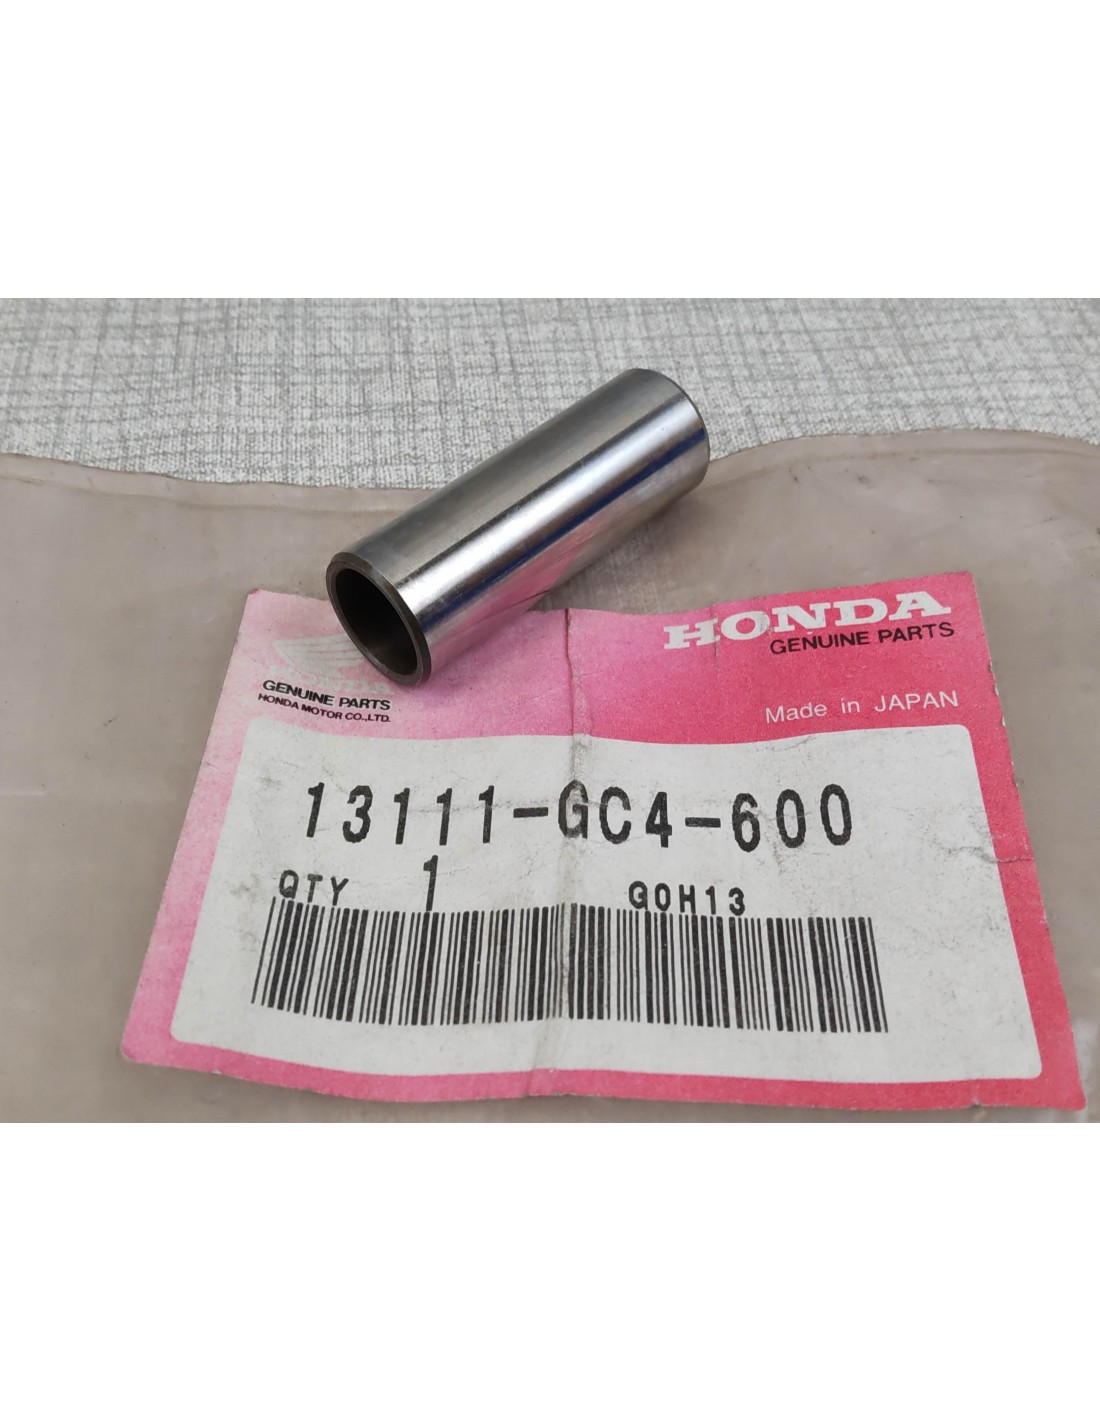 HONDA
GENUINE PARTS
GENUINE PARTS
HONDA MOTOR CO.,LTD.
Made in JAPAN
13111-GC4-600
QTY 1 G0H13